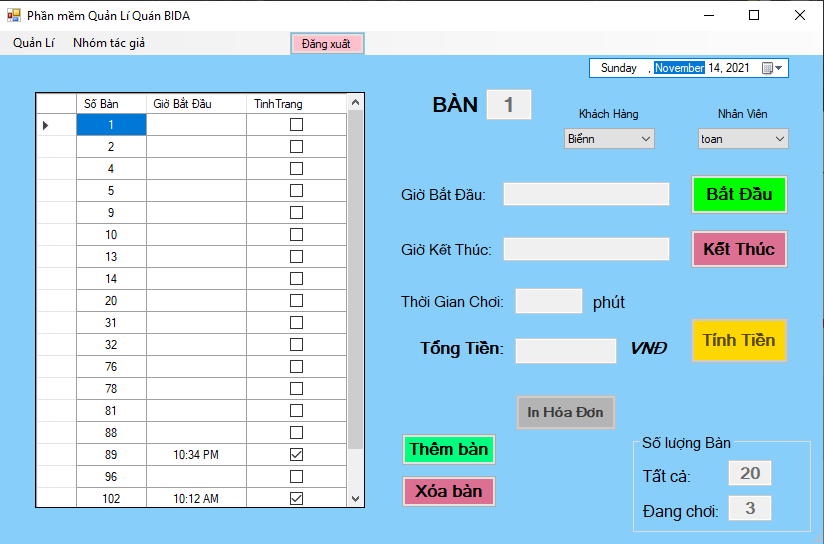 Phần mềm Quản Lí Quán BIDA
Quản Lí Nhóm tác giả Đăng xuất
Sunday , November 14, 2021
Số Bàn Giờ Bắt Đầu TinhTrang
1
2
4
5
9
10
13
14
20
31
32
76
78
81
88
89 10:34 PM
96
102 10:12 AM
BÀN 1
Khách Hàng Nhân Viên
Biểnn toan
Giờ Bắt Đầu: Bắt Đầu
Giờ Kết Thúc: Kết Thúc
Thời Gian Chơi: phút
Tổng Tiền: VNĐ Tính Tiền
In Hóa Đơn
Thêm bàn
Xóa bàn
Số lượng Bàn
Tất cả: 20
Đang chơi: 3